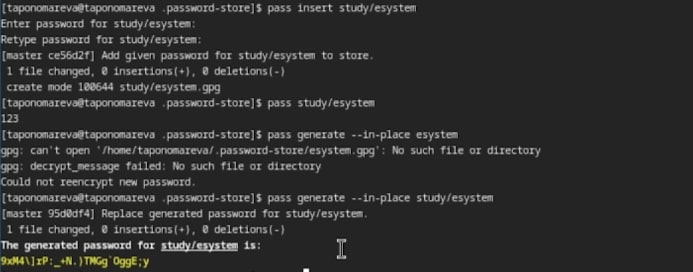 [taponomareva@taponomareva .password-store]$ pass insert study/esystem
Enter password for study/esystem:
Retype password for study/esystem:
[master ce56d2f] Add given password for study/esystem to store.
1 file changed, 0 insertions(+), 0 deletions(-)
create mode 100644 study/esystem.gpg
[taponomareva@taponomareva .password-store]$ pass study/esystem
123
[taponomareva@taponomareva .password-store]$ pass generate --in-place esystem
gpg: can't open '/home/taponomareva/.password-store/esystem.gpg': No such file or directory
gpg: decrypt_message failed: No such file or directory
Could not reencrypt new password.
[taponomareva@taponomareva .password-store]$ pass generate --in-place study/esystem
[master 95d0df4] Replace generated password for study/esystem.
1 file changed, 0 insertions(+), 0 deletions(-)
The generated password for study/esystem is:
9xM4\]rP:_+N.)TMGg`OggE;y